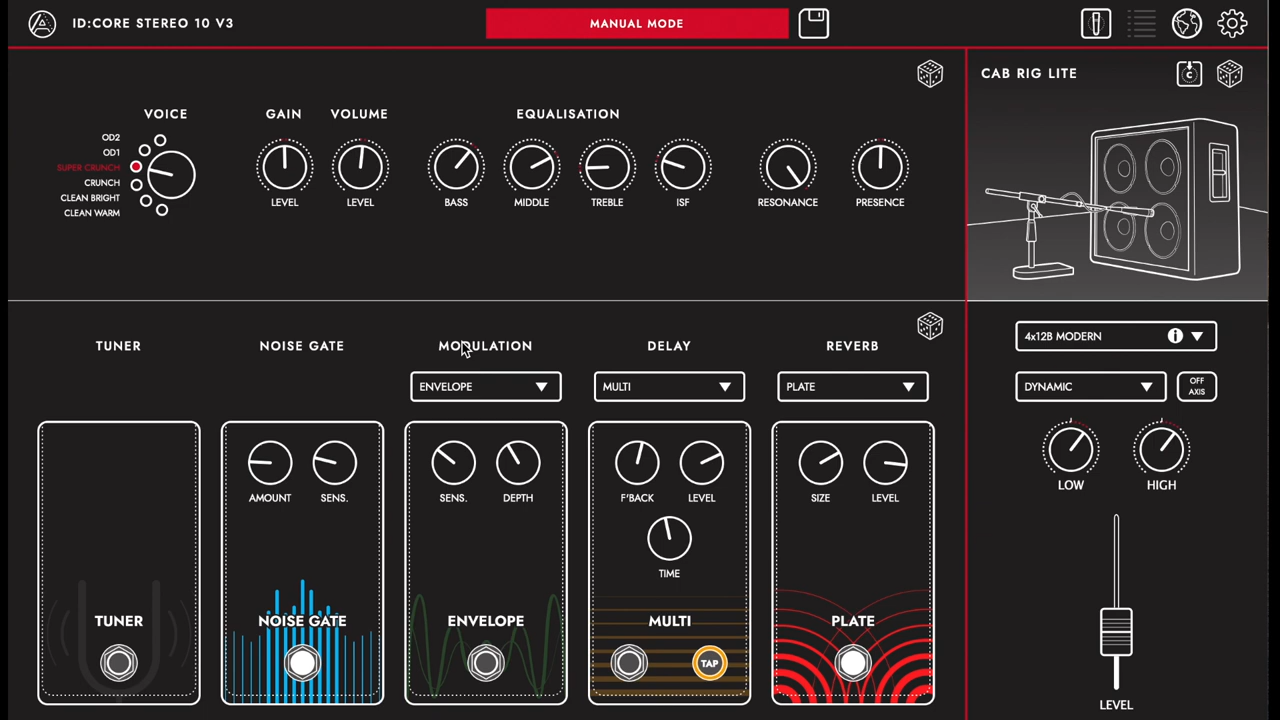 ID:CORE STEREO 10 V3
MANUAL MODE
CAB RIG LITE
VOICE
GAIN
VOLUME
EQUALISATION
OD2
OD1
SUPER CRUNCH
CRUNCH
CLEAN BRIGHT
CLEAN WARM
LEVEL
LEVEL
BASS
MIDDLE
TREBLE
ISF
RESONANCE
PRESENCE
TUNER
NOISE GATE
MODULATION
DELAY
REVERB
ENVELOPE
MULTI
PLATE
4x12B MODERN
DYNAMIC
OFF
AXIS
AMOUNT
SENS.
SENS.
DEPTH
F'BACK
LEVEL
SIZE
LEVEL
LOW
HIGH
TIME
TUNER
NOISE GATE
ENVELOPE
MULTI
PLATE
TAP
LEVEL